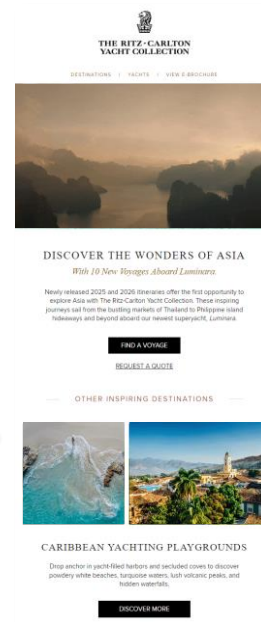 THE RITZ-CARLTON
YACHT COLLECTION
DESTINATIONS / YACHTS / VIEW E-BROCHURE
DISCOVER THE WONDERS OF ASIA
With 10 New Voyages Aboard Luminara.
Newly released 2025 and 2026 itineraries offer the first opportunity to
explore Asia with The Ritz-Carlton Yacht Collection. These inspiring
journeys sail from the bustling markets of Thailand to Philippine island
hideaways and beyond aboard our newest superyacht, Luminara.
FIND A VOYAGE
REQUEST A QUOTE
OTHER INSPIRING DESTINATIONS
CARIBBEAN YACHTING PLAYGROUNDS
Drop anchor in yacht-filled harbors and secluded coves to discover
powdery white beaches, turquoise waters, lush volcanic peaks, and
hidden waterfalls.
DISCOVER MORE